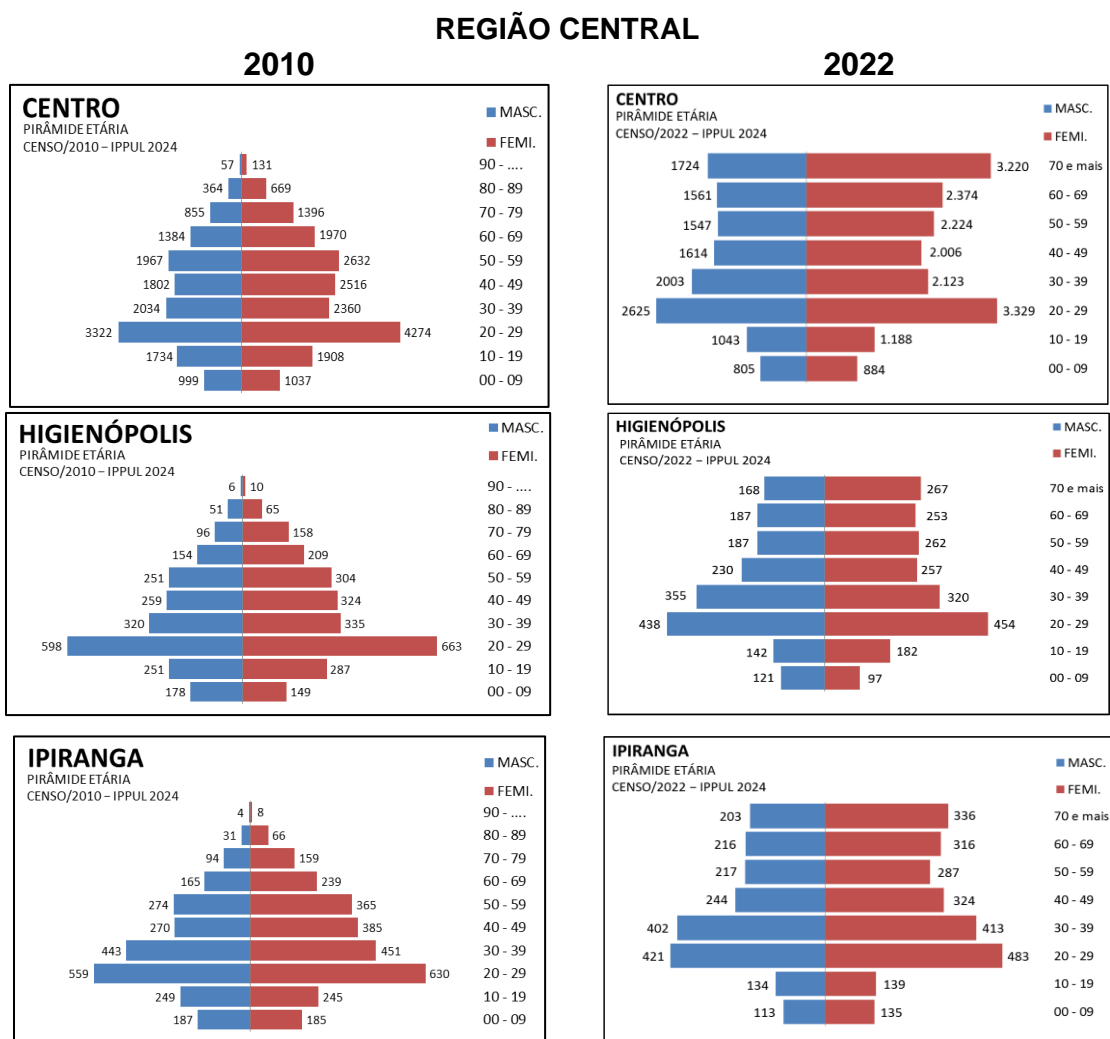 REGIÃO CENTRAL
2010
2022
CENTRO
PIRÂMIDE ETÁRIA
CENSO/2010 – IPPUL 2024
MASC.
FEMI.
57 131 90 - ....
364 669 80 - 89
855 1396 70 - 79
1384 1970 60 - 69
1967 2632 50 - 59
1802 2516 40 - 49
2034 2360 30 - 39
3322 4274 20 - 29
1734 1908 10 - 19
999 1037 00 - 09
CENTRO
PIRÂMIDE ETÁRIA
CENSO/2022 – IPPUL 2024
MASC.
FEMI.
1724 3.220 70 e mais
1561 2.374 60 - 69
1547 2.224 50 - 59
1614 2.006 40 - 49
2003 2.123 30 - 39
2625 3.329 20 - 29
1043 1.188 10 - 19
805 884 00 - 09
HIGIENÓPOLIS
PIRÂMIDE ETÁRIA
CENSO/2010 – IPPUL 2024
MASC.
FEMI.
6 10 90 - ....
51 65 80 - 89
96 158 70 - 79
154 209 60 - 69
251 304 50 - 59
259 324 40 - 49
320 335 30 - 39
598 663 20 - 29
251 287 10 - 19
178 149 00 - 09
HIGIENÓPOLIS
PIRÂMIDE ETÁRIA
CENSO/2022 – IPPUL 2024
MASC.
FEMI.
168 267 70 e mais
187 253 60 - 69
187 262 50 - 59
230 257 40 - 49
355 320 30 - 39
438 454 20 - 29
142 182 10 - 19
121 97 00 - 09
IPIRANGA
PIRÂMIDE ETÁRIA
CENSO/2010 – IPPUL 2024
MASC.
FEMI.
4 8 90 - ....
31 66 80 - 89
94 159 70 - 79
165 239 60 - 69
274 365 50 - 59
270 385 40 - 49
443 451 30 - 39
559 630 20 - 29
249 245 10 - 19
187 185 00 - 09
IPIRANGA
PIRÂMIDE ETÁRIA
CENSO/2022 – IPPUL 2024
MASC.
FEMI.
203 336 70 e mais
216 316 60 - 69
217 287 50 - 59
244 324 40 - 49
402 413 30 - 39
421 483 20 - 29
134 139 10 - 19
113 135 00 - 09